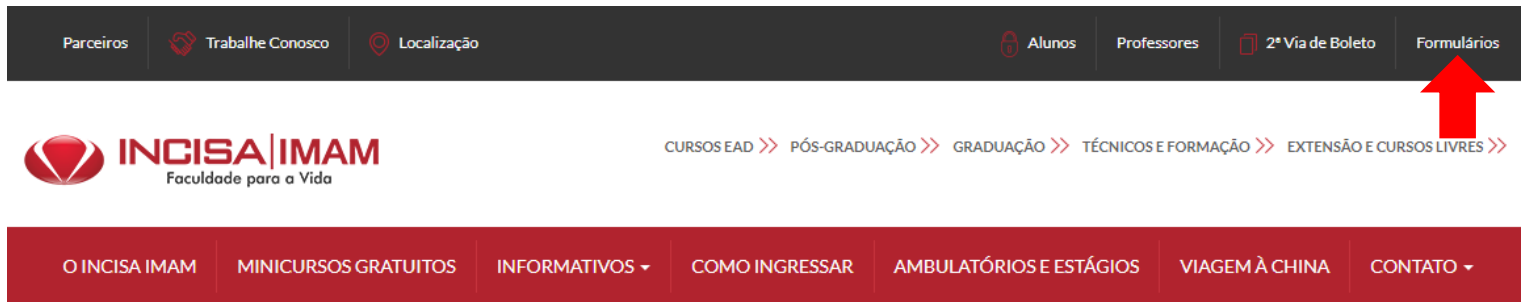 Parceiros Trabalhe Conosco Localização Alunos Professores 2ª Via de Boleto Formulários
INCISA|IMAM
Faculdade para a Vida
CURSOS EAD >> PÓS-GRADUAÇÃO >> GRADUAÇÃO >> TÉCNICOS E FORMAÇÃO >> EXTENSÃO E CURSOS LIVRES >>
O INCISA IMAM MINICURSOS GRATUITOS INFORMATIVOS COMO INGRESSAR AMBULATÓRIOS E ESTÁGIOS VIAGEM À CHINA CONTATO